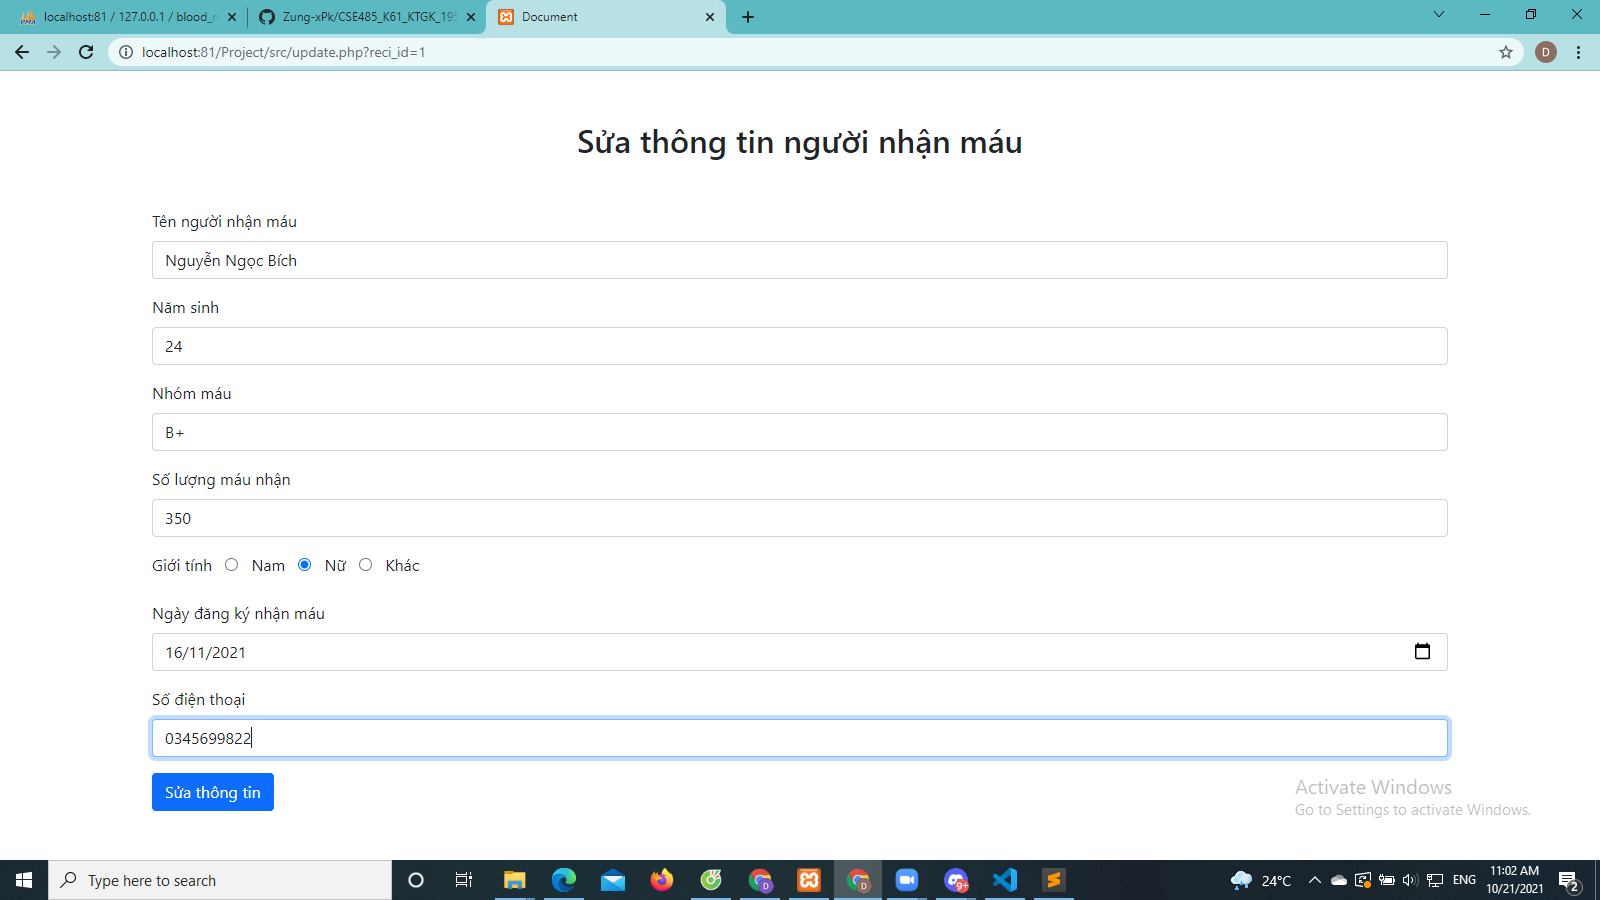 localhost:81 / 127.0.0.1 / blood_r
Zung-xPk/CSE485_K61_KTGK_195
Document
localhost:81/Project/src/update.php?reci_id=1
D
Sửa thông tin người nhận máu
Tên người nhận máu
Nguyễn Ngọc Bích
Năm sinh
24
Nhóm máu
B+
Số lượng máu nhận
350
Giới tính Nam Nữ Khác
Ngày đăng ký nhận máu
16/11/2021
Số điện thoại
0345699822
Sửa thông tin
Activate Windows
Go to Settings to activate Windows.
Type here to search
D
D
9+
24°C
ENG
11:02 AM
10/21/2021
2